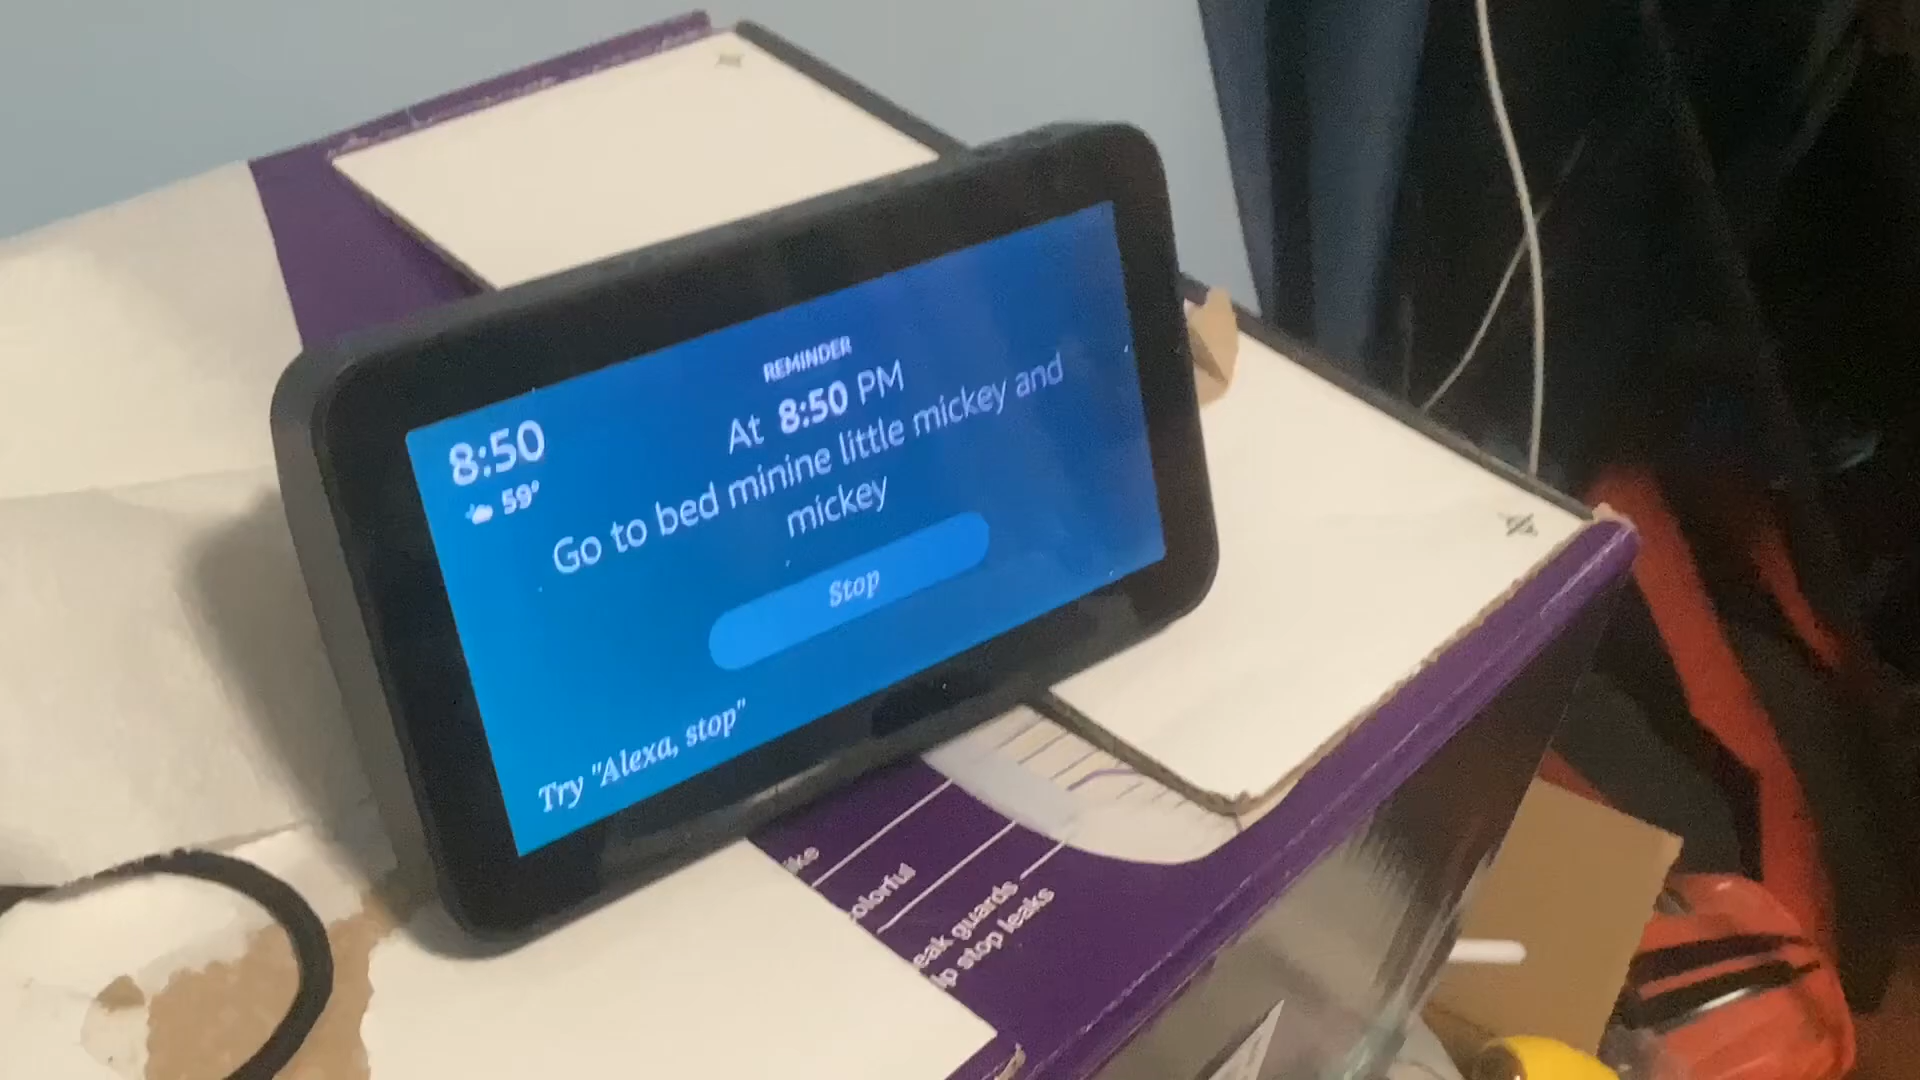 REMINDER
8:50
At 8:50 PM
59°
Go to bed minine little mickey and
mickey
Stop
Try "Alexa, stop"
colorful
leak guards
stop leaks